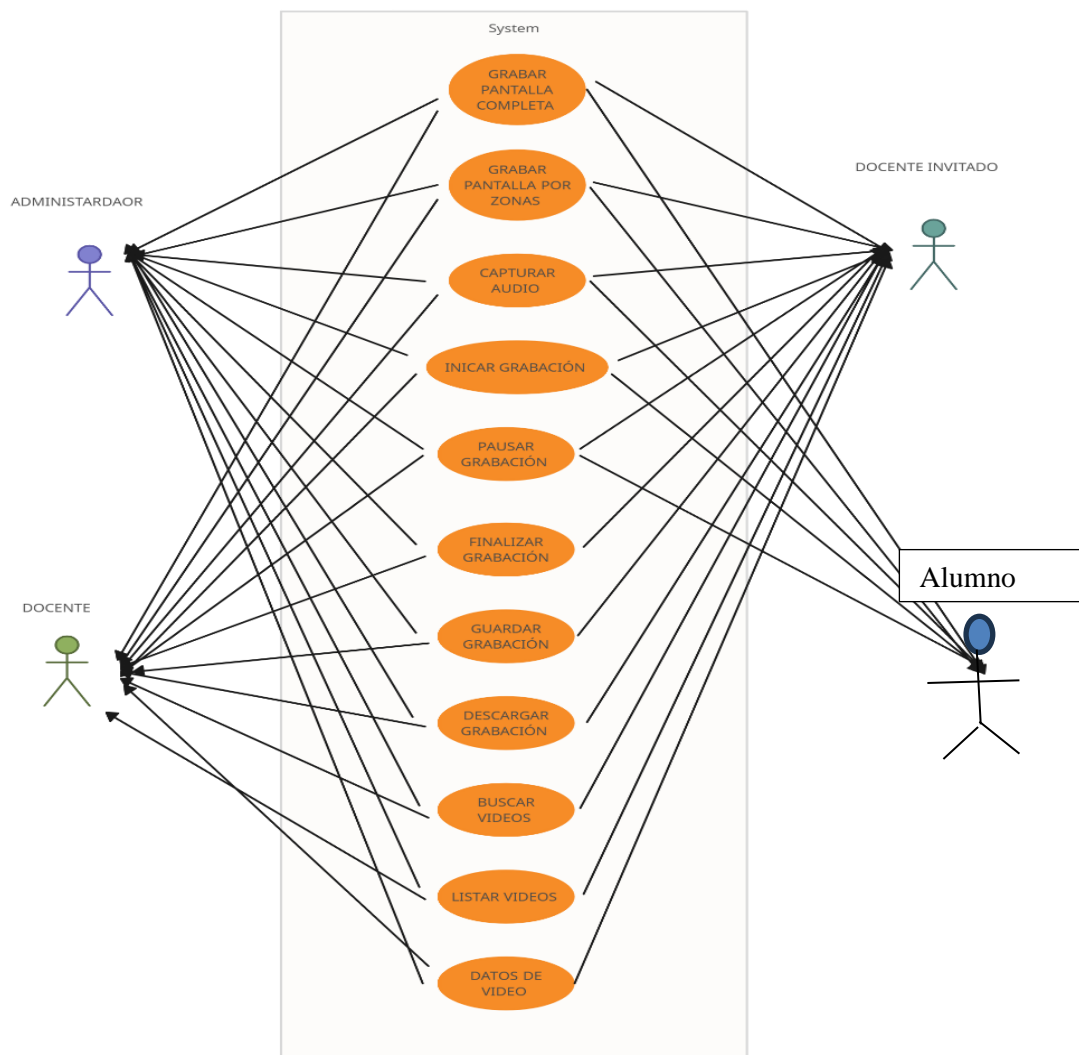 System
GRABAR
PANTALLA
COMPLETA
GRABAR
PANTALLA POR
ZONAS
DOCENTE INVITADO
ADMINISTARDAOR
CAPTURAR
AUDIO
INICAR GRABACIÓN
PAUSAR
GRABACIÓN
FINALIZAR
GRABACIÓN
Alumno
DOCENTE
GUARDAR
GRABACIÓN
DESCARGAR
GRABACIÓN
BUSCAR
VIDEOS
LISTAR VIDEOS
DATOS DE
VIDEO